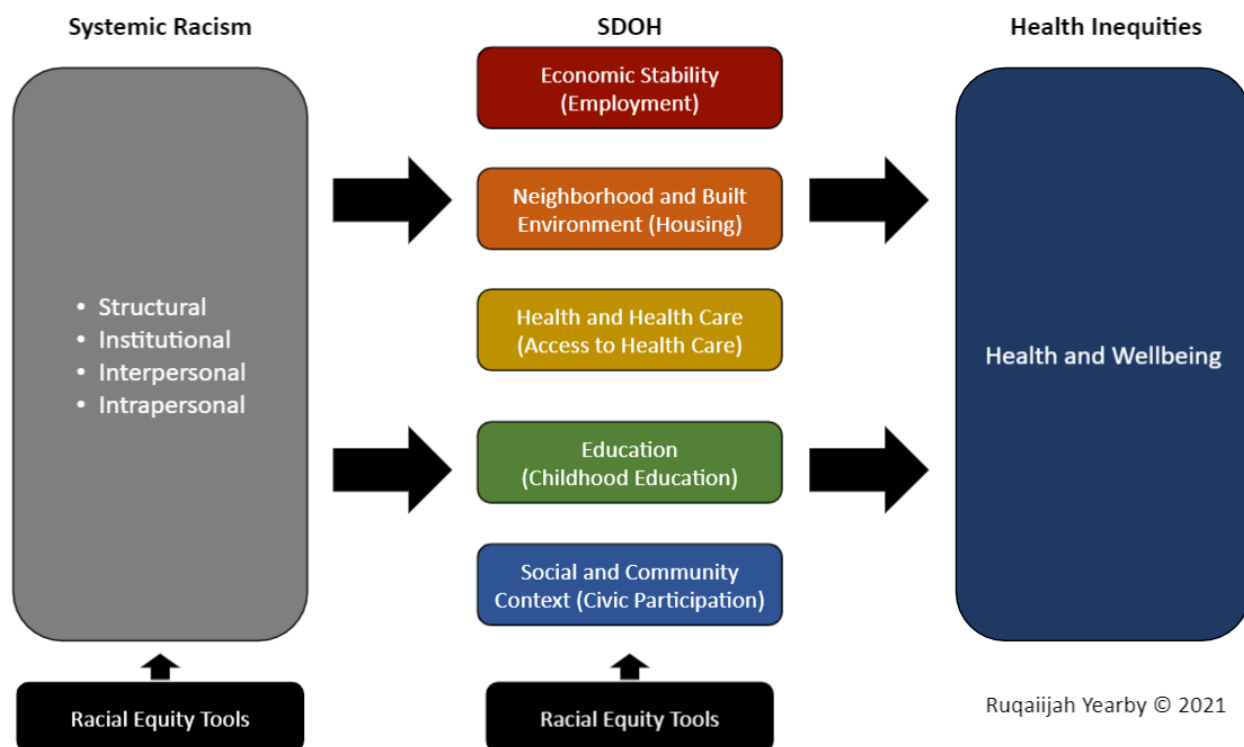 Systemic Racism
SDOH
Health Inequities
• Structural
• Institutional
• Interpersonal
• Intrapersonal
Economic Stability
(Employment)
Neighborhood and Built
Environment (Housing)
Health and Health Care
(Access to Health Care)
Education
(Childhood Education)
Social and Community
Context (Civic Participation)
Health and Wellbeing
Racial Equity Tools
Racial Equity Tools
Ruqaiijah Yearby © 2021